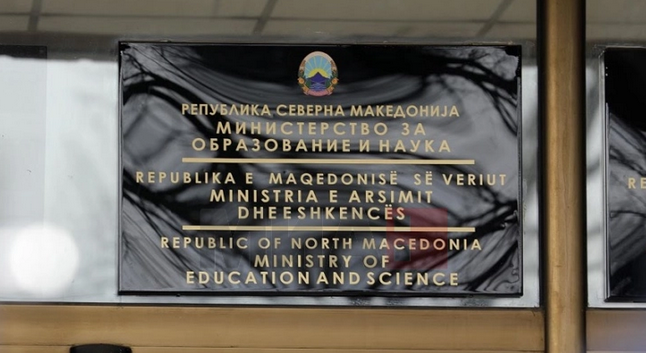 РЕПУБЛИКА СЕВЕРНА МАКЕДОНИЈА
МИНИСТЕРСТВО ЗА
ОБРАЗОВАНИЕ И НАУКА
REPUBLIKA E MAQEDONISË SË VERIUT
MINISTRIA E ARSIMIT
DHE ESHKENCËS
REPUBLIC OF NORTH MACEDONIA
MINISTRY OF
EDUCATION AND SCIENCE